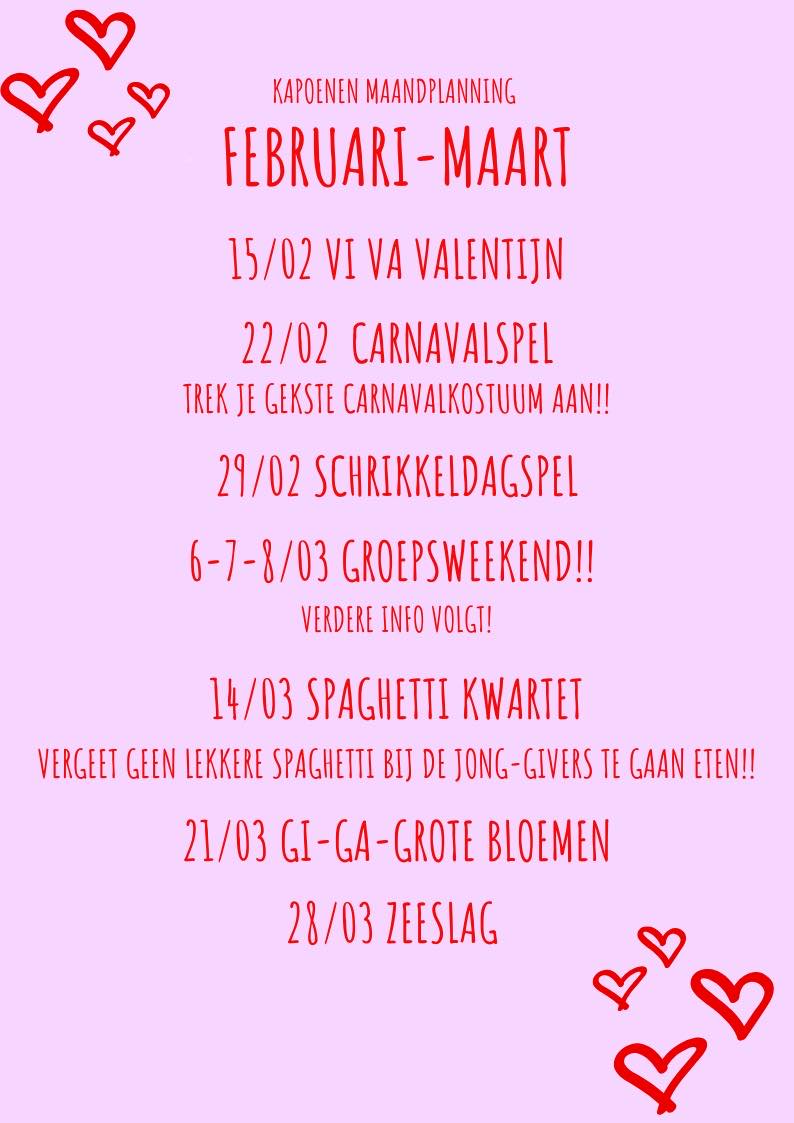 KAPOENEN MAANDPLANNING
FEBRUARI-MAART
15/02 VI VA VALENTIJN
22/02 CARNAVALSPEL
TREK JE GEKSTE CARNAVALKOSTUUM AAN!!
29/02 SCHRIKKELDAGSPEL
6-7-8/03 GROEPSWEEKEND!!
VERDERE INFO VOLGT!
14/03 SPAGHETTI KWARTET
VERGEET GEEN LEKKERE SPAGHETTI BIJ DE JONG-GIVERS TE GAAN ETEN!!
21/03 GI-GA-GROTE BLOEMEN
28/03 ZEESLAG